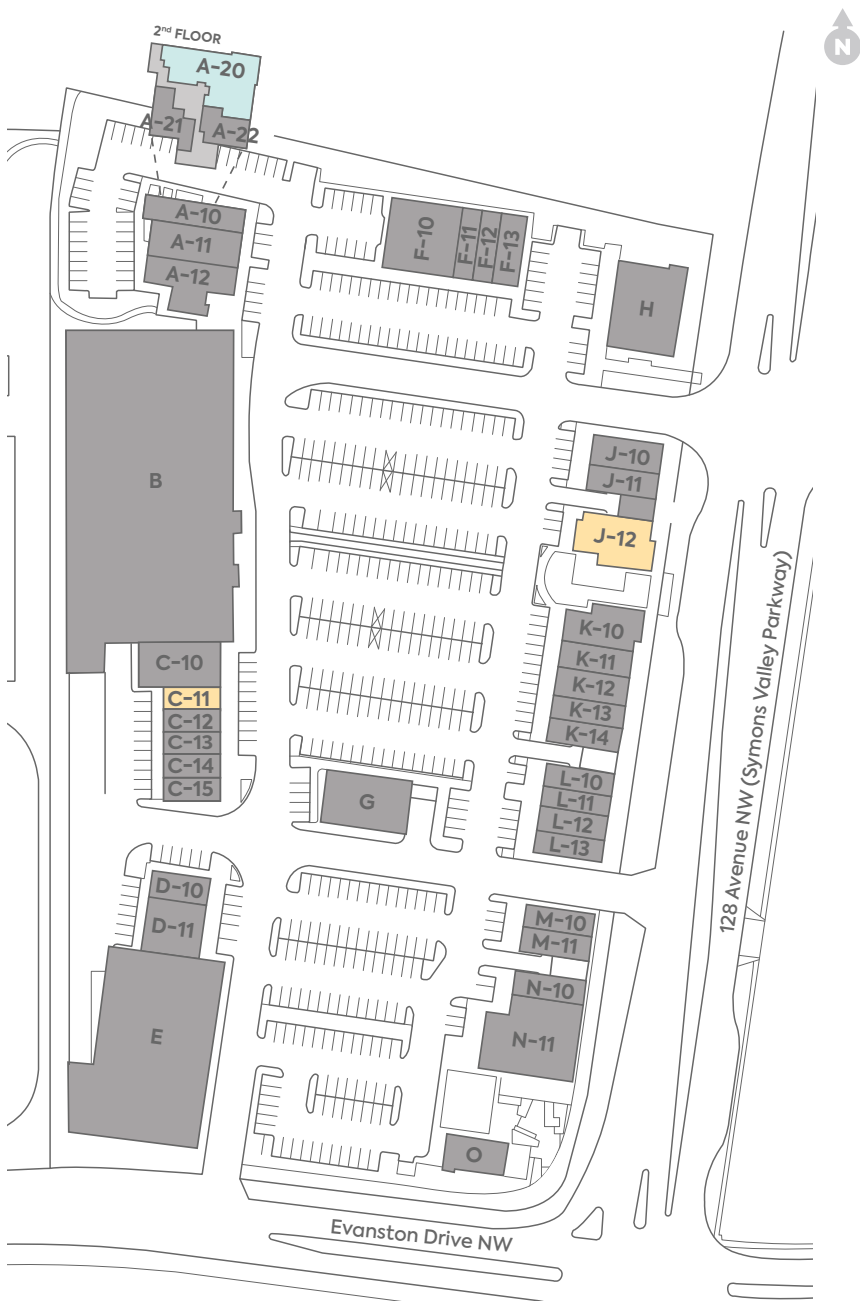 2nd FLOOR
N
A-20
A-21
A-22
A-10
A-11
A-12
F-10
F-11
F-12
F-13
H
B
J-10
J-11
J-12
K-10
K-11
K-12
K-13
K-14
C-10
C-11
C-12
C-13
C-14
C-15
G
L-10
L-11
L-12
L-13
D-10
D-11
E
M-10
M-11
N-10
N-11
O
128 Avenue NW (Symons Valley Parkway)
Evanston Drive NW